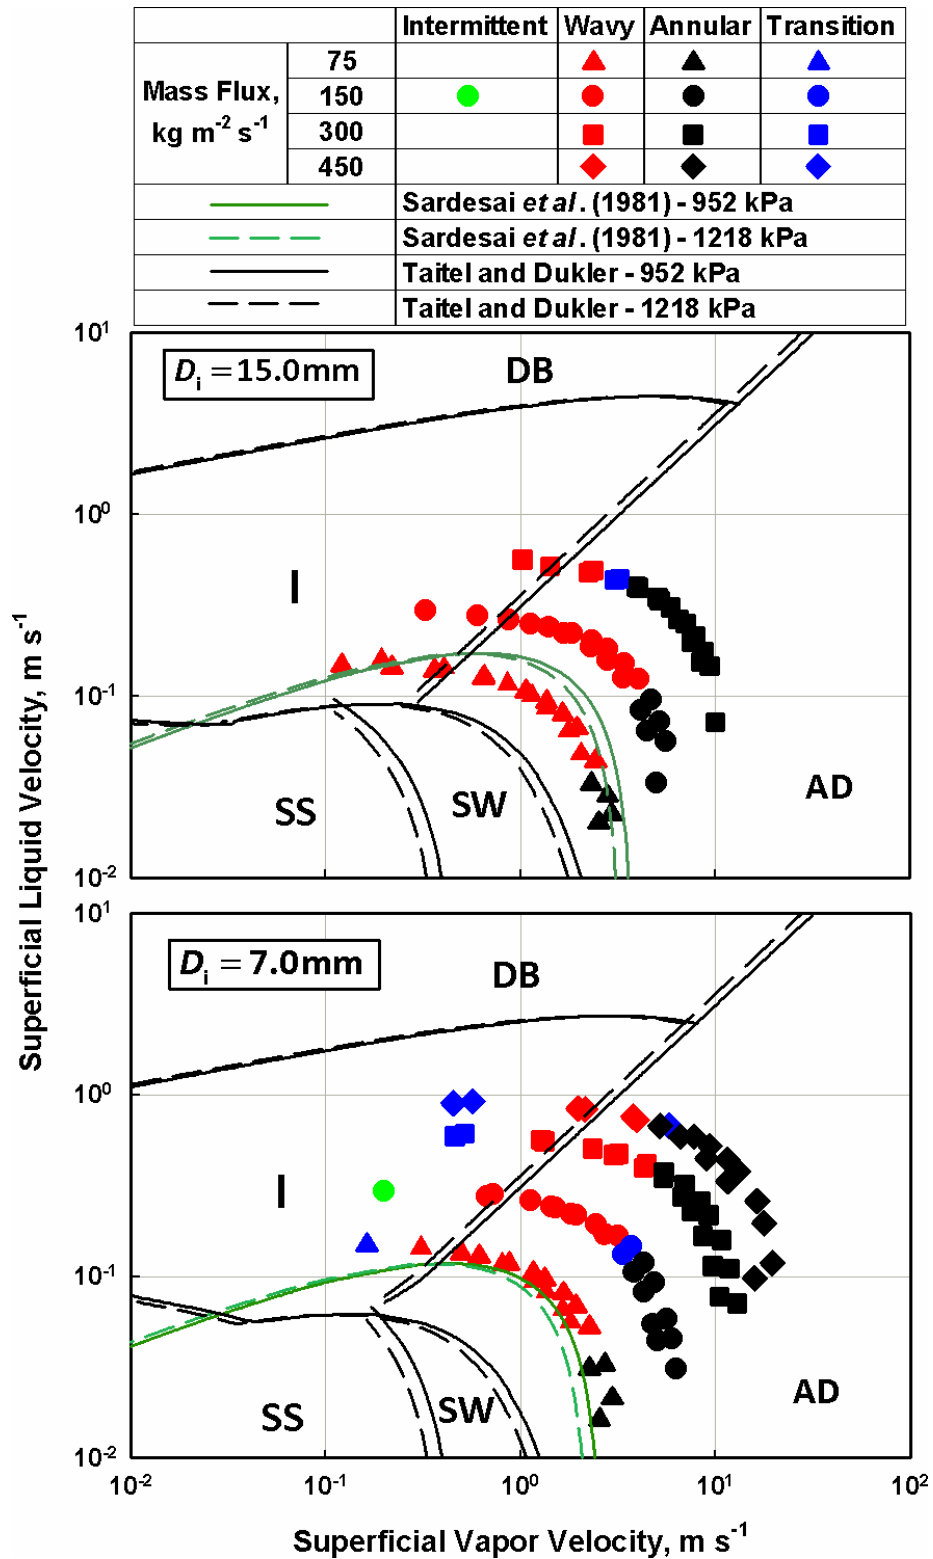 Intermittent Wavy Annular Transition
Mass Flux, kg m⁻² s⁻¹
75
150
300
450
Sardesai et al. (1981) - 952 kPa
Sardesai et al. (1981) - 1218 kPa
Taitel and Dukler - 952 kPa
Taitel and Dukler - 1218 kPa
Superficial Liquid Velocity, m s⁻¹
10¹
10⁰
10⁻¹
10⁻²
Dᵢ = 15.0mm
DB
I
SS
SW
AD
10¹
10⁰
10⁻¹
10⁻²
Dᵢ = 7.0mm
DB
I
SS
SW
AD
10⁻² 10⁻¹ 10⁰ 10¹ 10²
Superficial Vapor Velocity, m s⁻¹